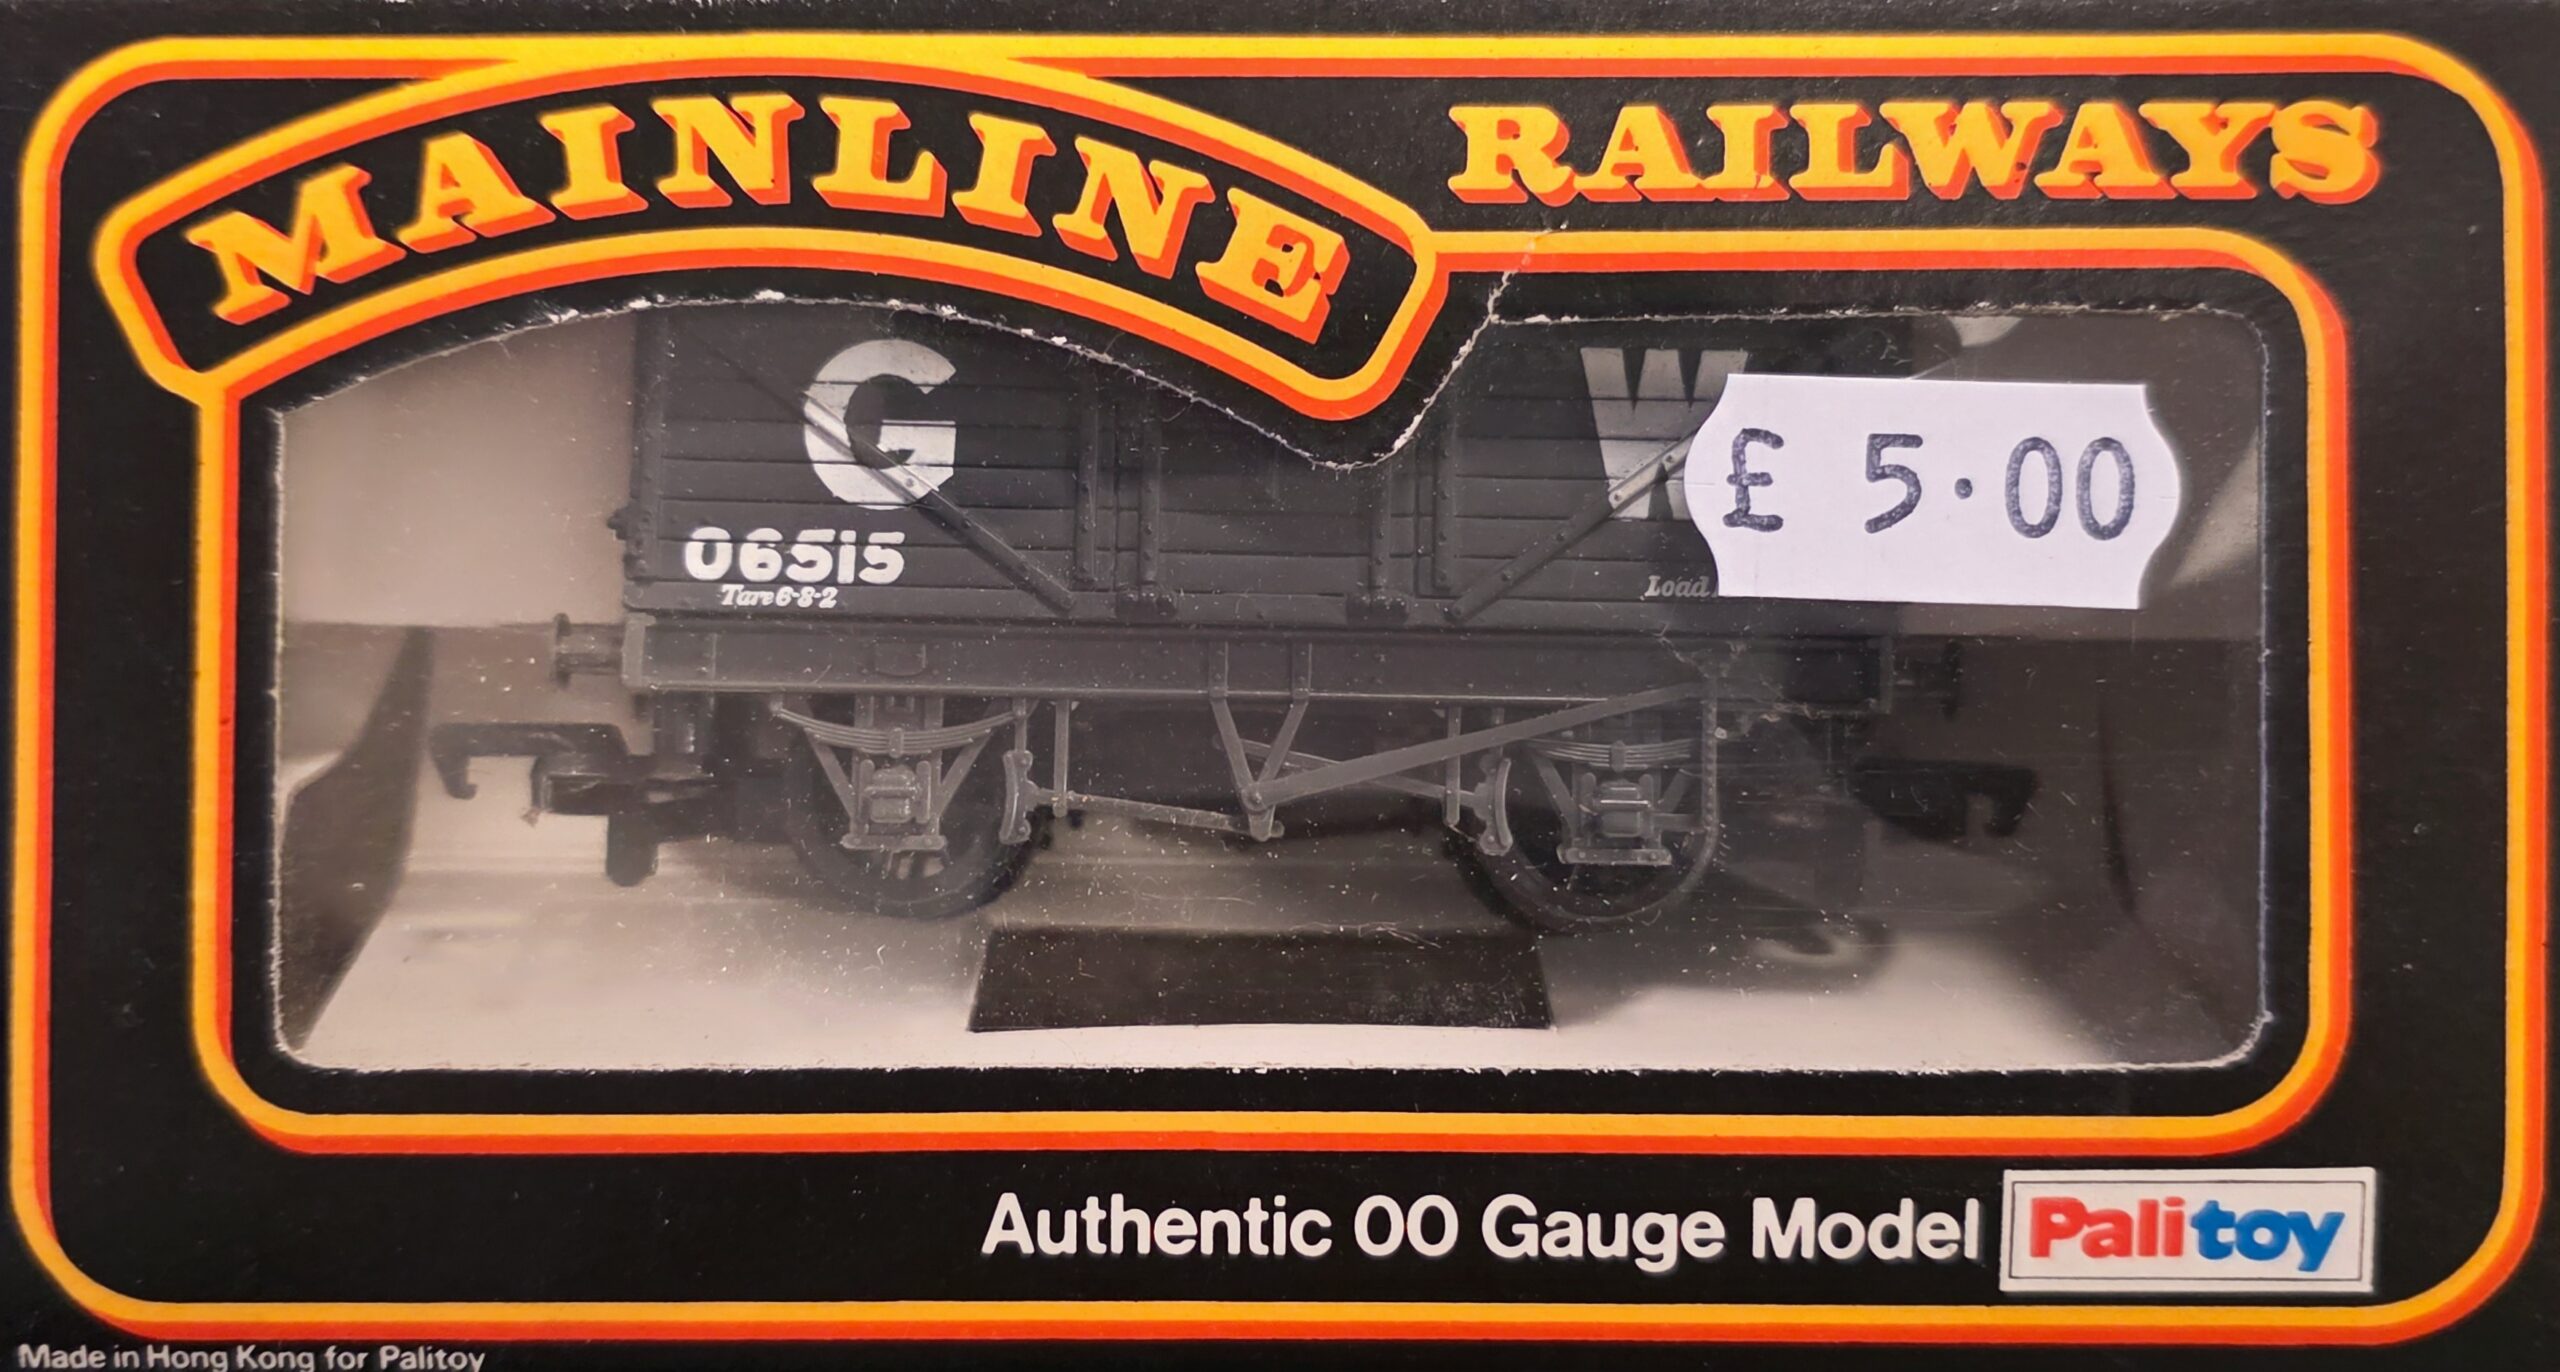 MAINLINE RAILWAYS
G W
£ 5.00
06515
Tare 6-8-2
Load
Authentic 00 Gauge Model Palitoy
Made in Hong Kong for Palitoy